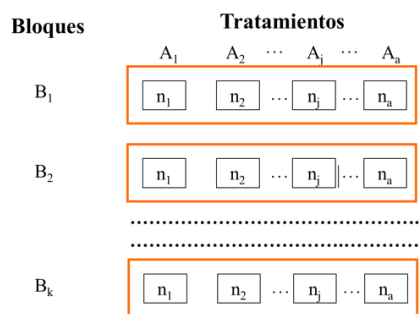 Bloques Tratamientos
A1 A2 ... Aj ... Aa
B1 n1 n2 ... nj ... na
B2 n1 n2 ... nj ... na
Bk n1 n2 ... nj ... na